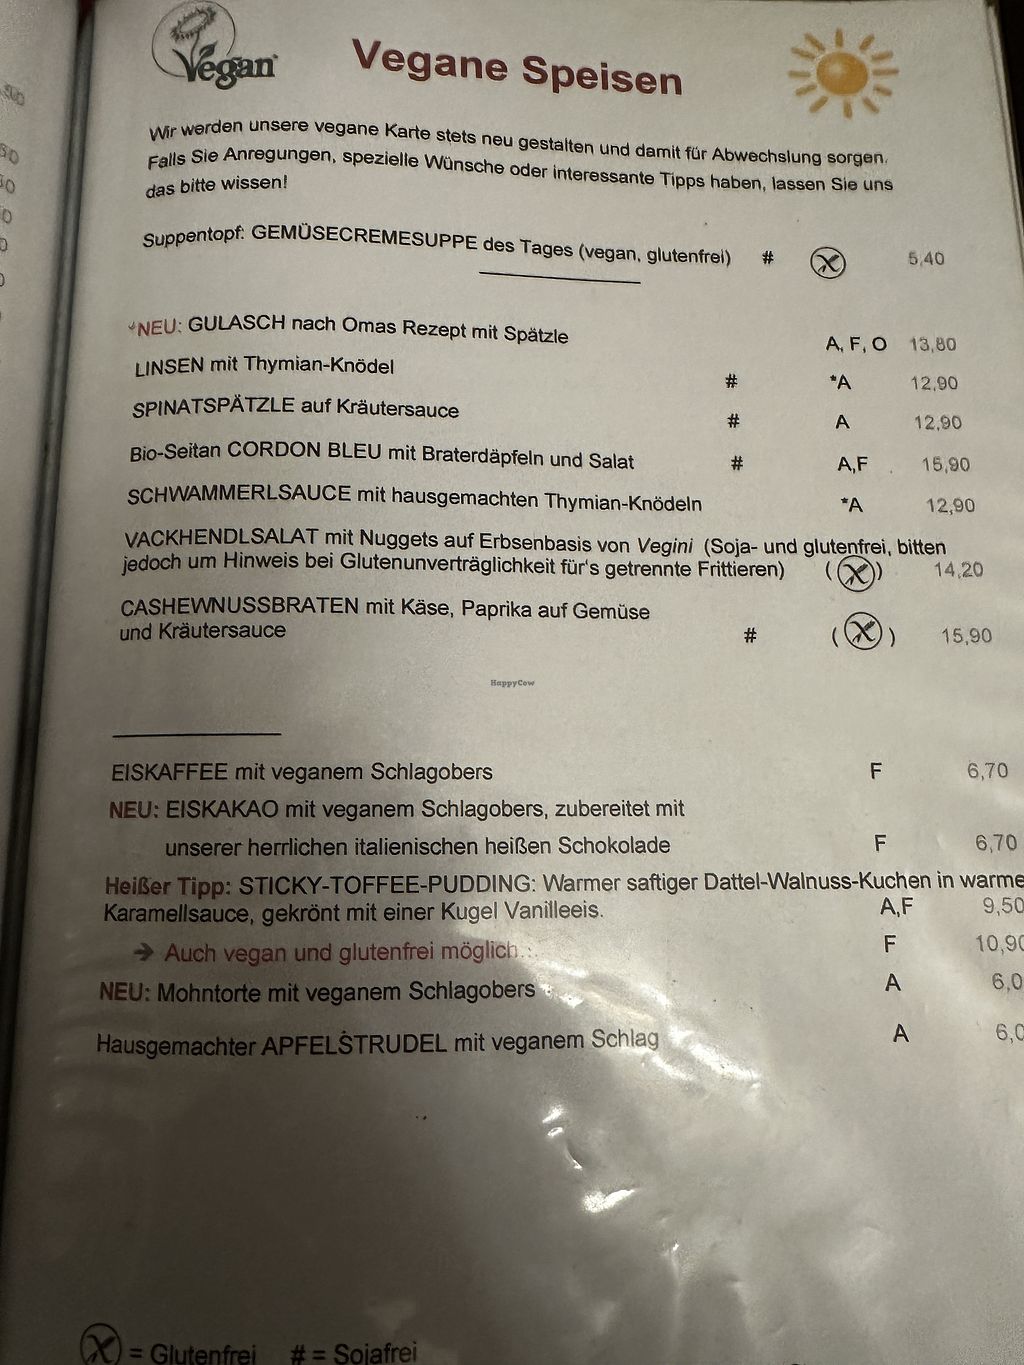 Vegan
Vegane Speisen
Wir werden unsere vegane Karte stets neu gestalten und damit für Abwechslung sorgen.
Falls Sie Anregungen, spezielle Wünsche oder interessante Tipps haben, lassen Sie uns
das bitte wissen!
Suppentopf: GEMÜSECREMESUPPE des Tages (vegan, glutenfrei) # 5,40
NEU: GULASCH nach Omas Rezept mit Spätzle A, F, O 13,80
LINSEN mit Thymian-Knödel # *A 12,90
SPINATSPÄTZLE auf Kräutersauce # A 12,90
Bio-Seitan CORDON BLEU mit Braterdäpfeln und Salat # A,F 15,90
SCHWAMMERLSAUCE mit hausgemachten Thymian-Knödeln *A 12,90
VACKHENDLSALAT mit Nuggets auf Erbsenbasis von Vegini (Soja- und glutenfrei, bitten
jedoch um Hinweis bei Glutenunverträglichkeit für's getrennte Frittieren) ( ) 14,20
CASHEWNUSSBRATEN mit Käse, Paprika auf Gemüse
und Kräutersauce # ( ) 15,90
HappyCow
EISKAFFEE mit veganem Schlagobers F 6,70
NEU: EISKAKAO mit veganem Schlagobers, zubereitet mit
unserer herrlichen italienischen heißen Schokolade F 6,70
Heißer Tipp: STICKY-TOFFEE-PUDDING: Warmer saftiger Dattel-Walnuss-Kuchen in warme
Karamellsauce, gekrönt mit einer Kugel Vanilleeis. A,F 9,50
→ Auch vegan und glutenfrei möglich... F 10,90
NEU: Mohntorte mit veganem Schlagobers A 6,0
Hausgemachter APFELSTRUDEL mit veganem Schlag A 6,0
= Glutenfrei # = Sojafrei